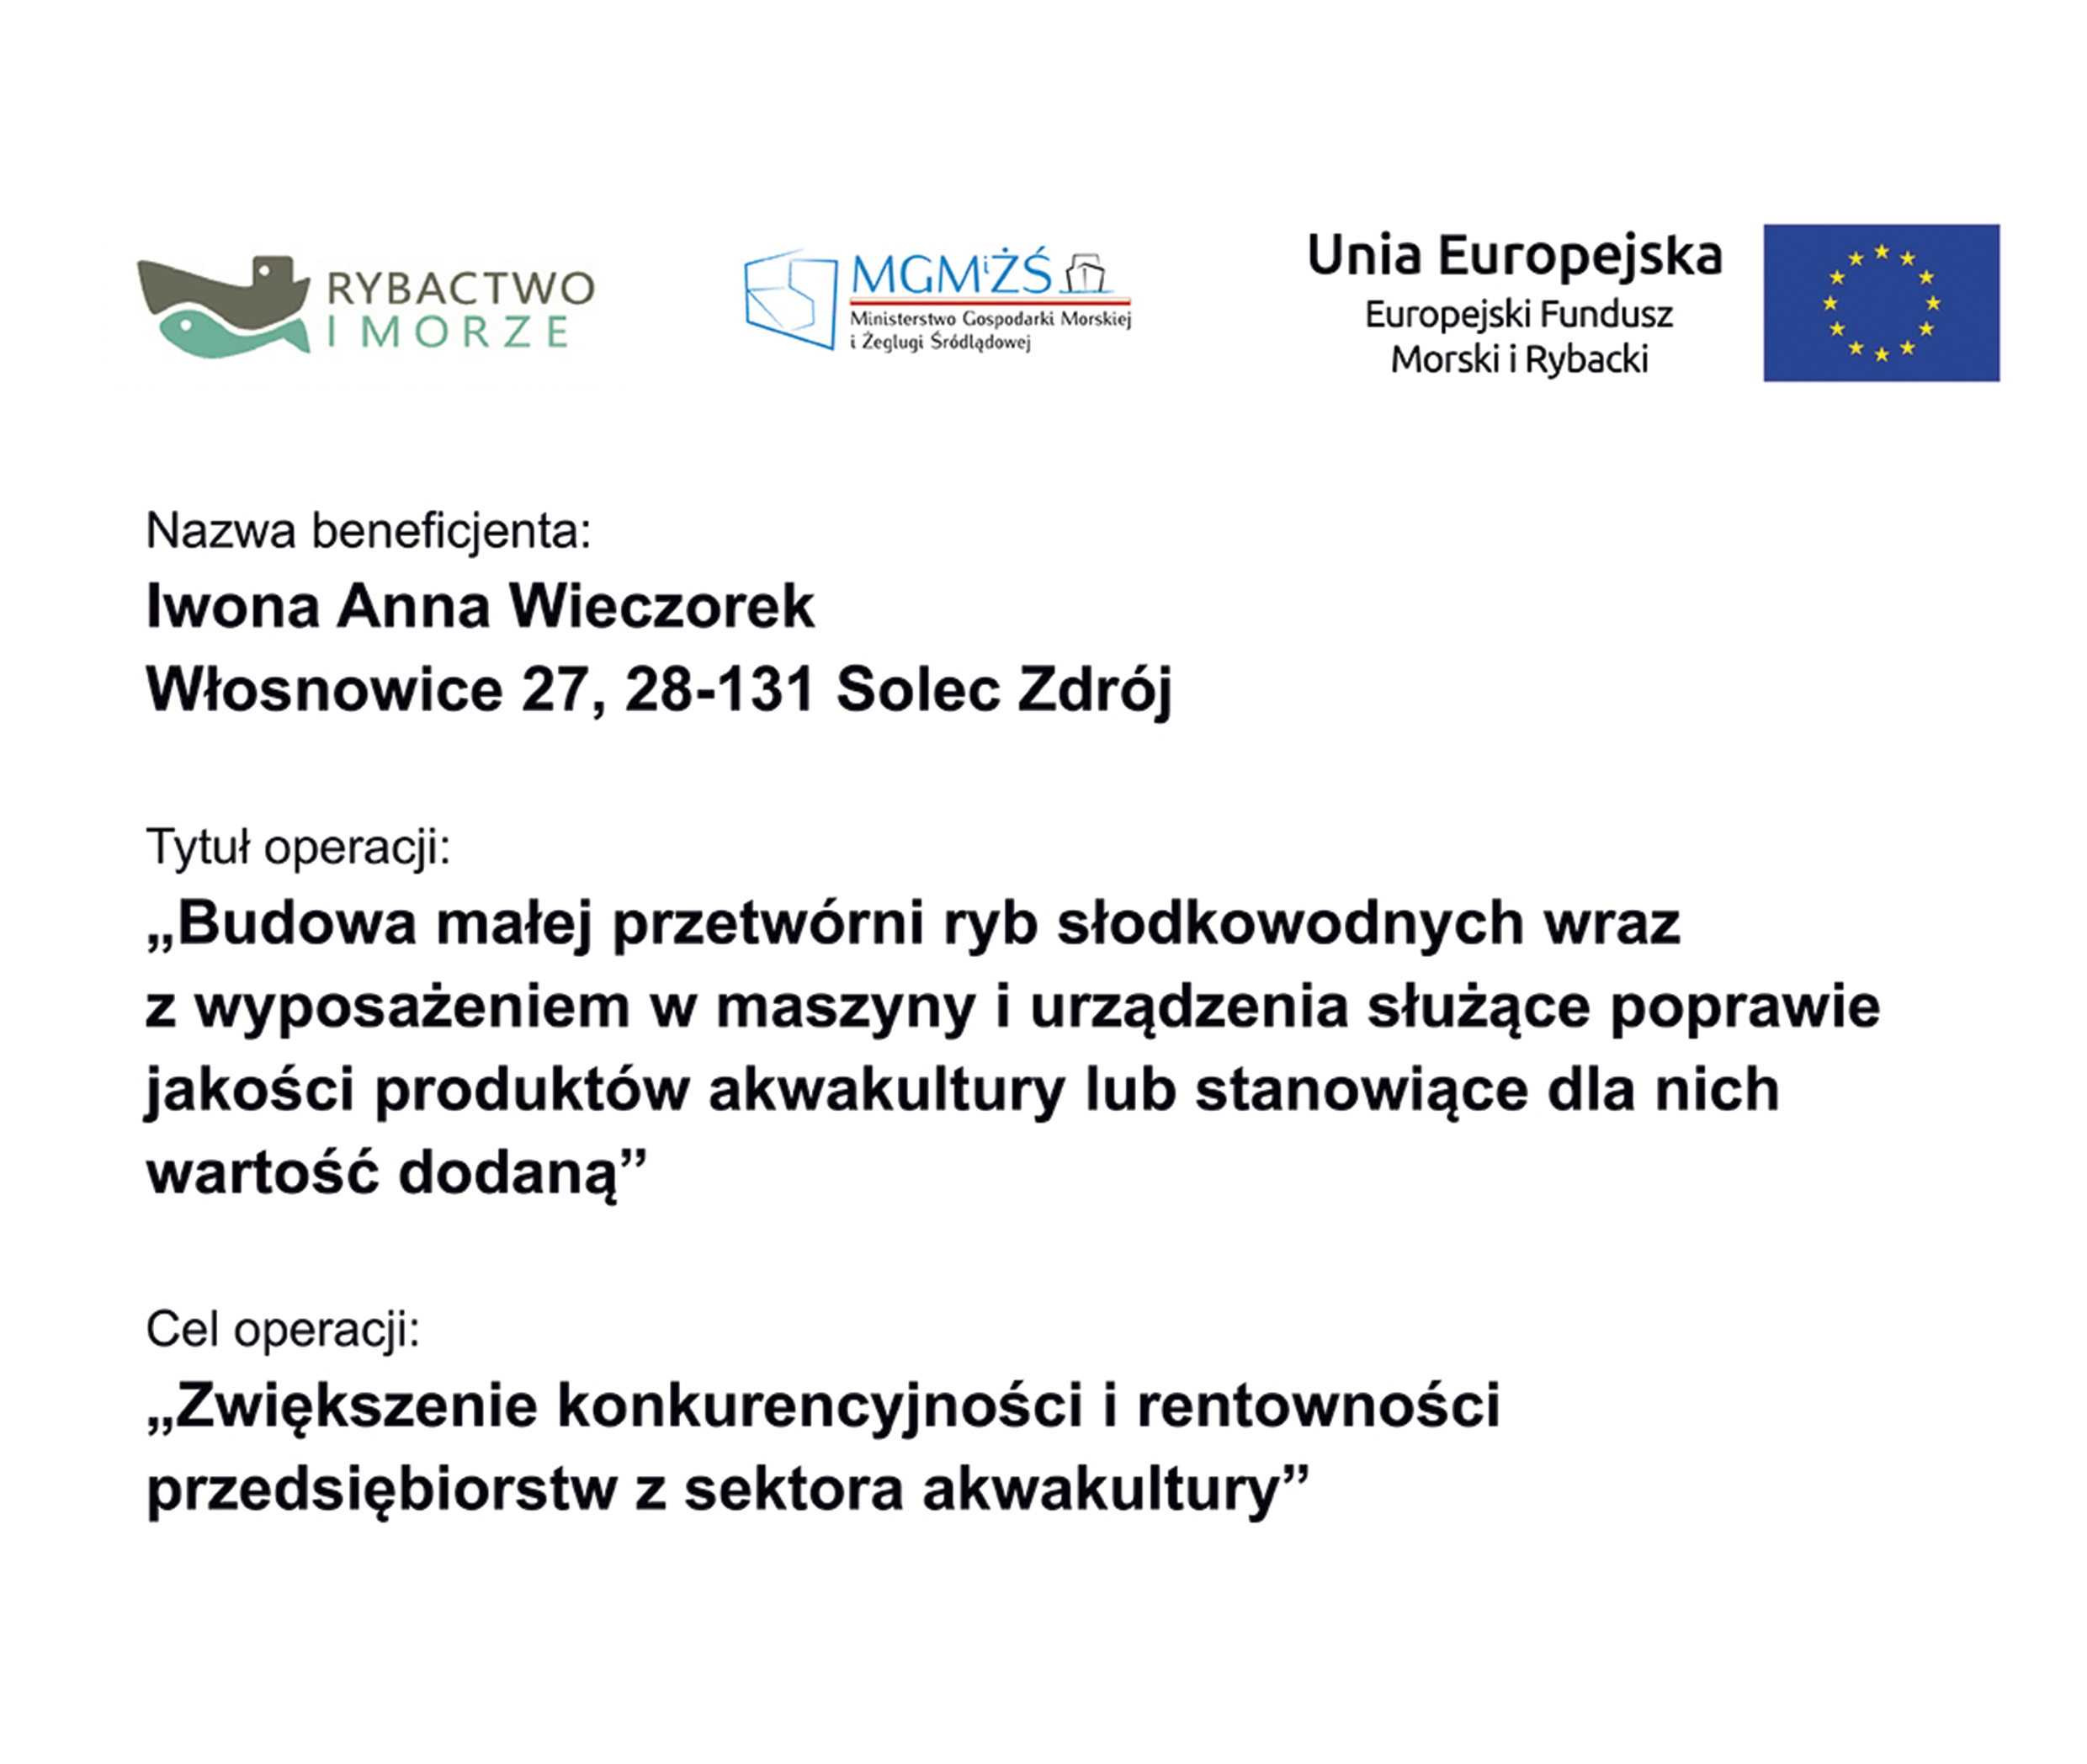 RYBACTWO
I MORZE
MGMiŻŚ
Ministerstwo Gospodarki Morskiej
i Żeglugi Śródlądowej
Unia Europejska
Europejski Fundusz
Morski i Rybacki
Nazwa beneficjenta:
Iwona Anna Wieczorek
Włosnowice 27, 28-131 Solec Zdrój
Tytuł operacji:
„Budowa małej przetwórni ryb słodkowodnych wraz
z wyposażeniem w maszyny i urządzenia służące poprawie
jakości produktów akwakultury lub stanowiące dla nich
wartość dodaną”
Cel operacji:
„Zwiększenie konkurencyjności i rentowności
przedsiębiorstw z sektora akwakultury”